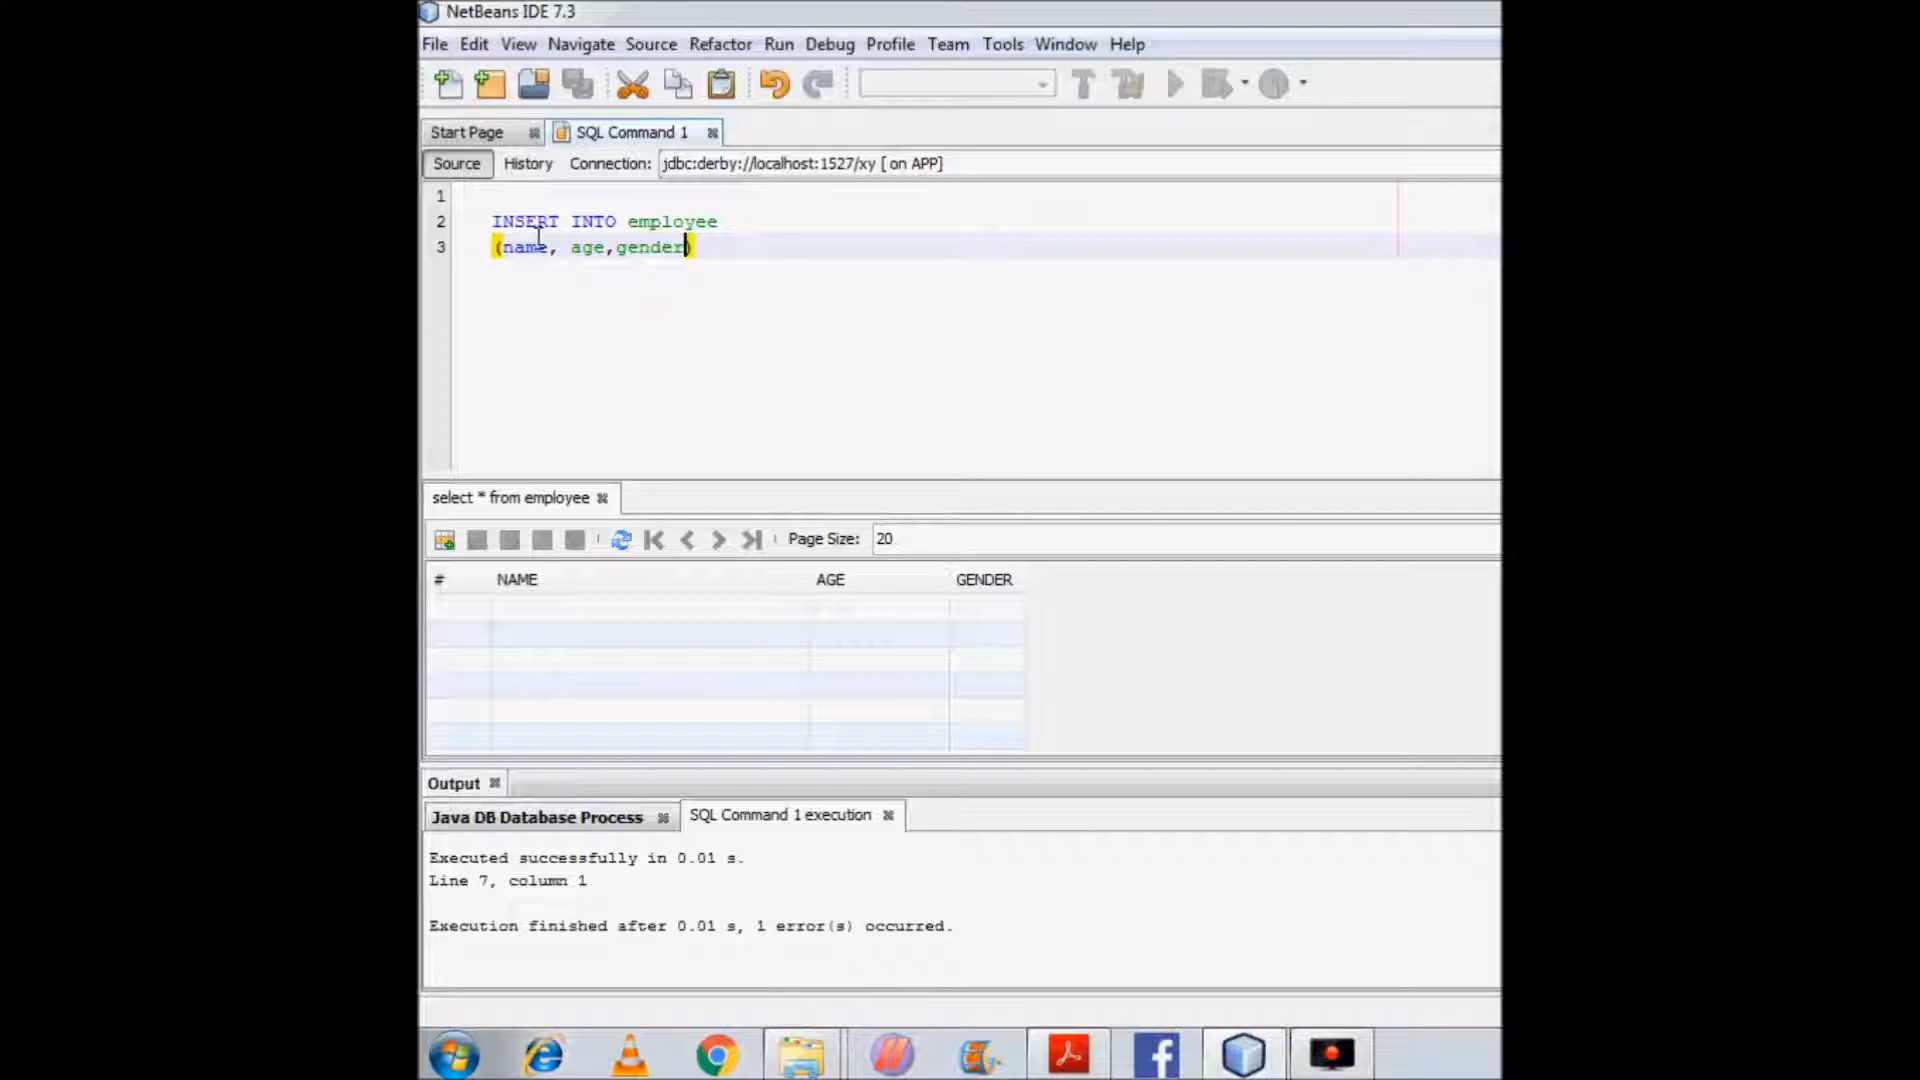 NetBeans IDE 7.3
File Edit View Navigate Source Refactor Run Debug Profile Team Tools Window Help
Start Page SQL Command 1
Source History Connection: jdbc:derby://localhost:1527/xy [ on APP]
1
2 INSERT INTO employee
3 (name, age,gender)
select * from employee
Page Size: 20
# NAME AGE GENDER
Output
Java DB Database Process SQL Command 1 execution
Executed successfully in 0.01 s.
Line 7, column 1
Execution finished after 0.01 s, 1 error(s) occurred.